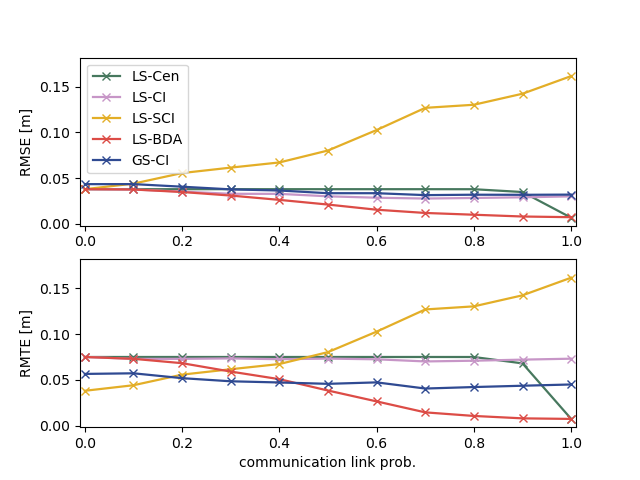 RMSE [m]
0.15
0.10
0.05
0.00
LS-Cen
LS-CI
LS-SCI
LS-BDA
GS-CI
0.0 0.2 0.4 0.6 0.8 1.0
RMTE [m]
0.15
0.10
0.05
0.00
0.0 0.2 0.4 0.6 0.8 1.0
communication link prob.